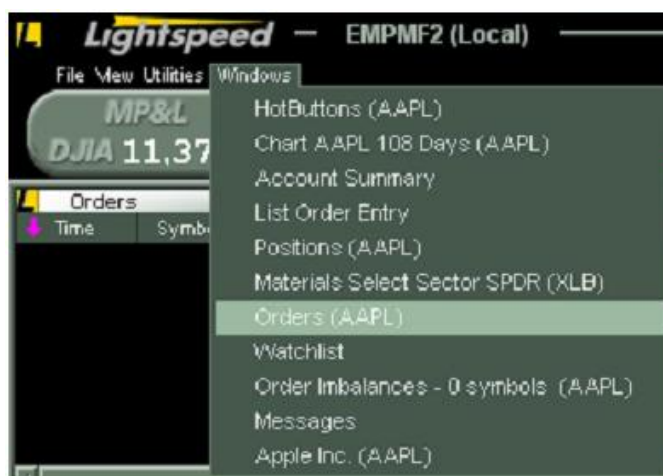 Lightspeed — EMPMF2 (Local)
File View Utilities Windows
MP&L
DJIA 11,37
HotButtons (AAPL)
Chart AAPL 108 Days (AAPL)
Account Summary
List Order Entry
Positions (AAPL)
Materials Select Sector SPDR (XLB)
Orders (AAPL)
Watchlist
Order Imbalances - 0 symbols (AAPL)
Messages
Apple Inc. (AAPL)
Orders
Time Symb